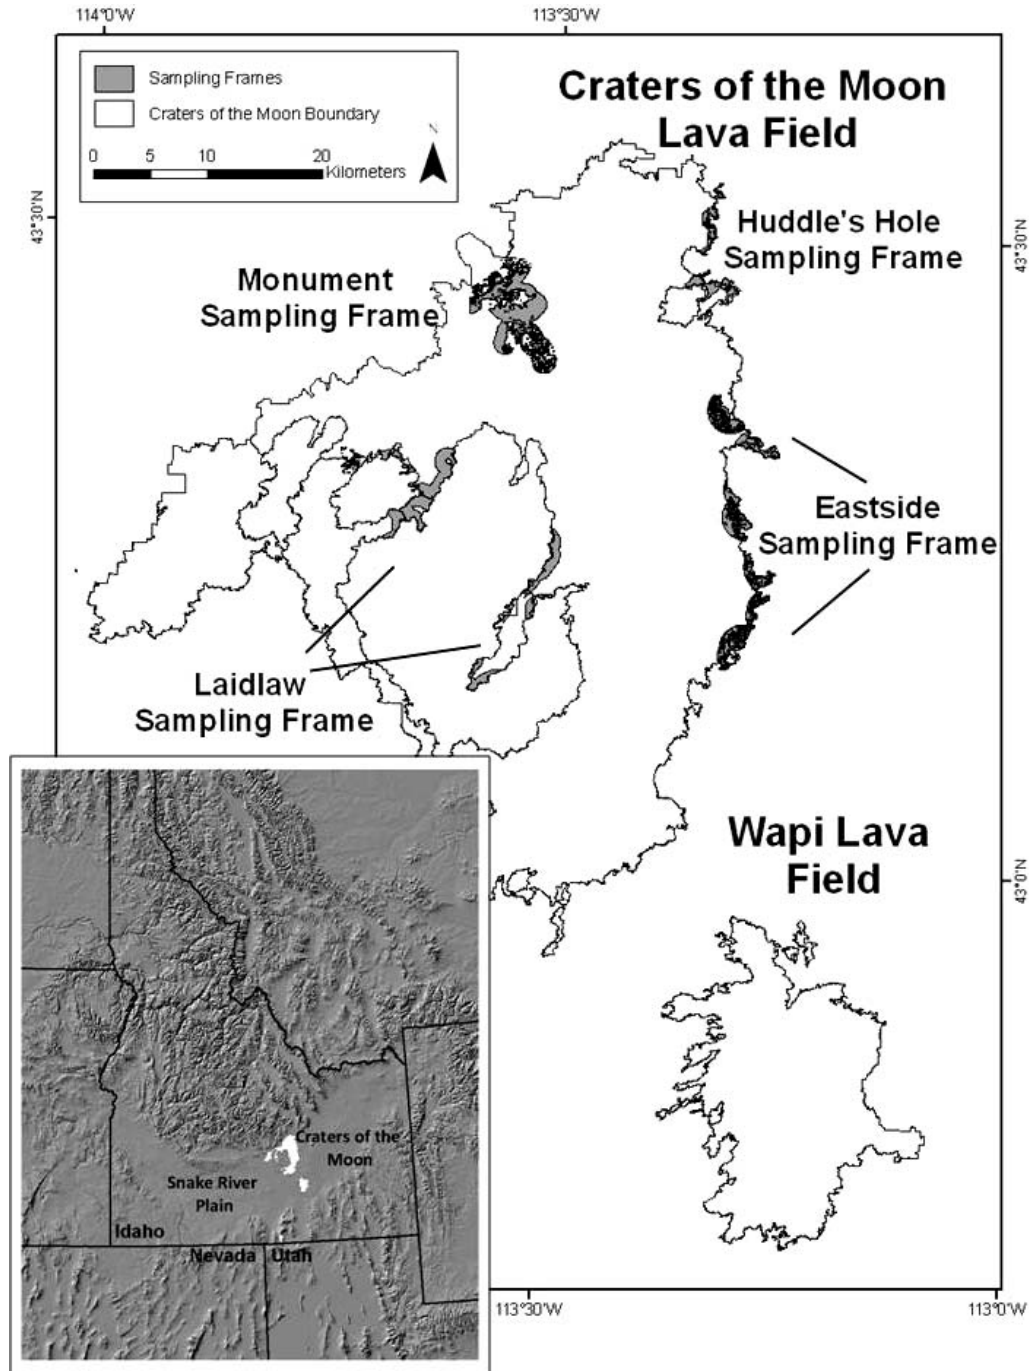 114°0'W
113°30'W
Sampling Frames
Craters of the Moon Boundary
0 5 10 20
Kilometers
N
Craters of the Moon
Lava Field
43°30'N
43°30'N
Huddle's Hole
Sampling Frame
Monument
Sampling Frame
Eastside
Sampling Frame
Laidlaw
Sampling Frame
Wapi Lava
Field
43°0'N
Craters of the
Moon
Snake River
Plain
Idaho
Nevada
Utah
113°30'W
113°0'W